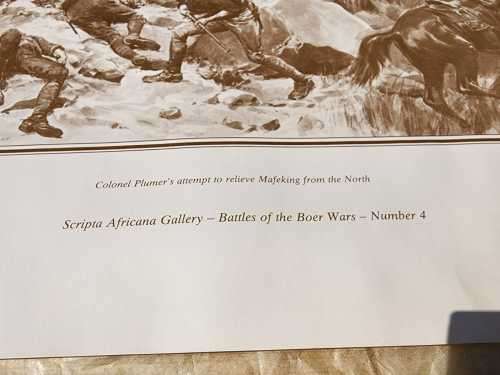 Colonel Plumer's attempt to relieve Mafeking from the North
Scripta Africana Gallery – Battles of the Boer Wars – Number 4